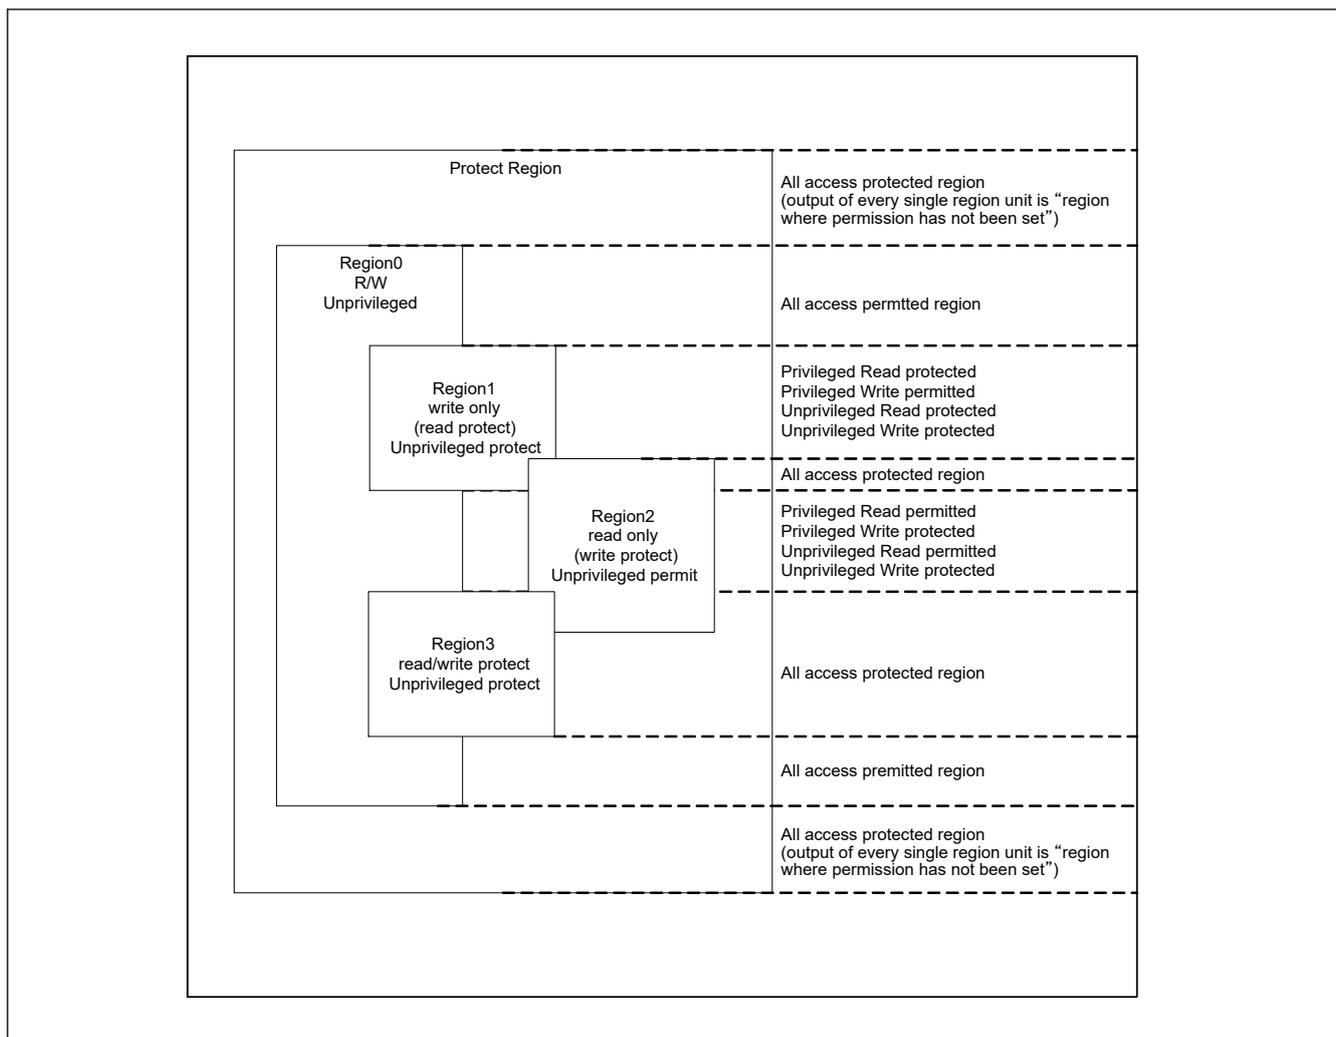 Protect Region
All access protected region
(output of every single region unit is “region
where permission has not been set”)
Region0
R/W
Unprivileged
All access permtted region
Region1
write only
(read protect)
Unprivileged protect
Privileged Read protected
Privileged Write permitted
Unprivileged Read protected
Unprivileged Write protected
All access protected region
Region2
read only
(write protect)
Unprivileged permit
Privileged Read permitted
Privileged Write protected
Unprivileged Read permitted
Unprivileged Write protected
Region3
read/write protect
Unprivileged protect
All access protected region
All access premitted region
All access protected region
(output of every single region unit is “region
where permission has not been set”)